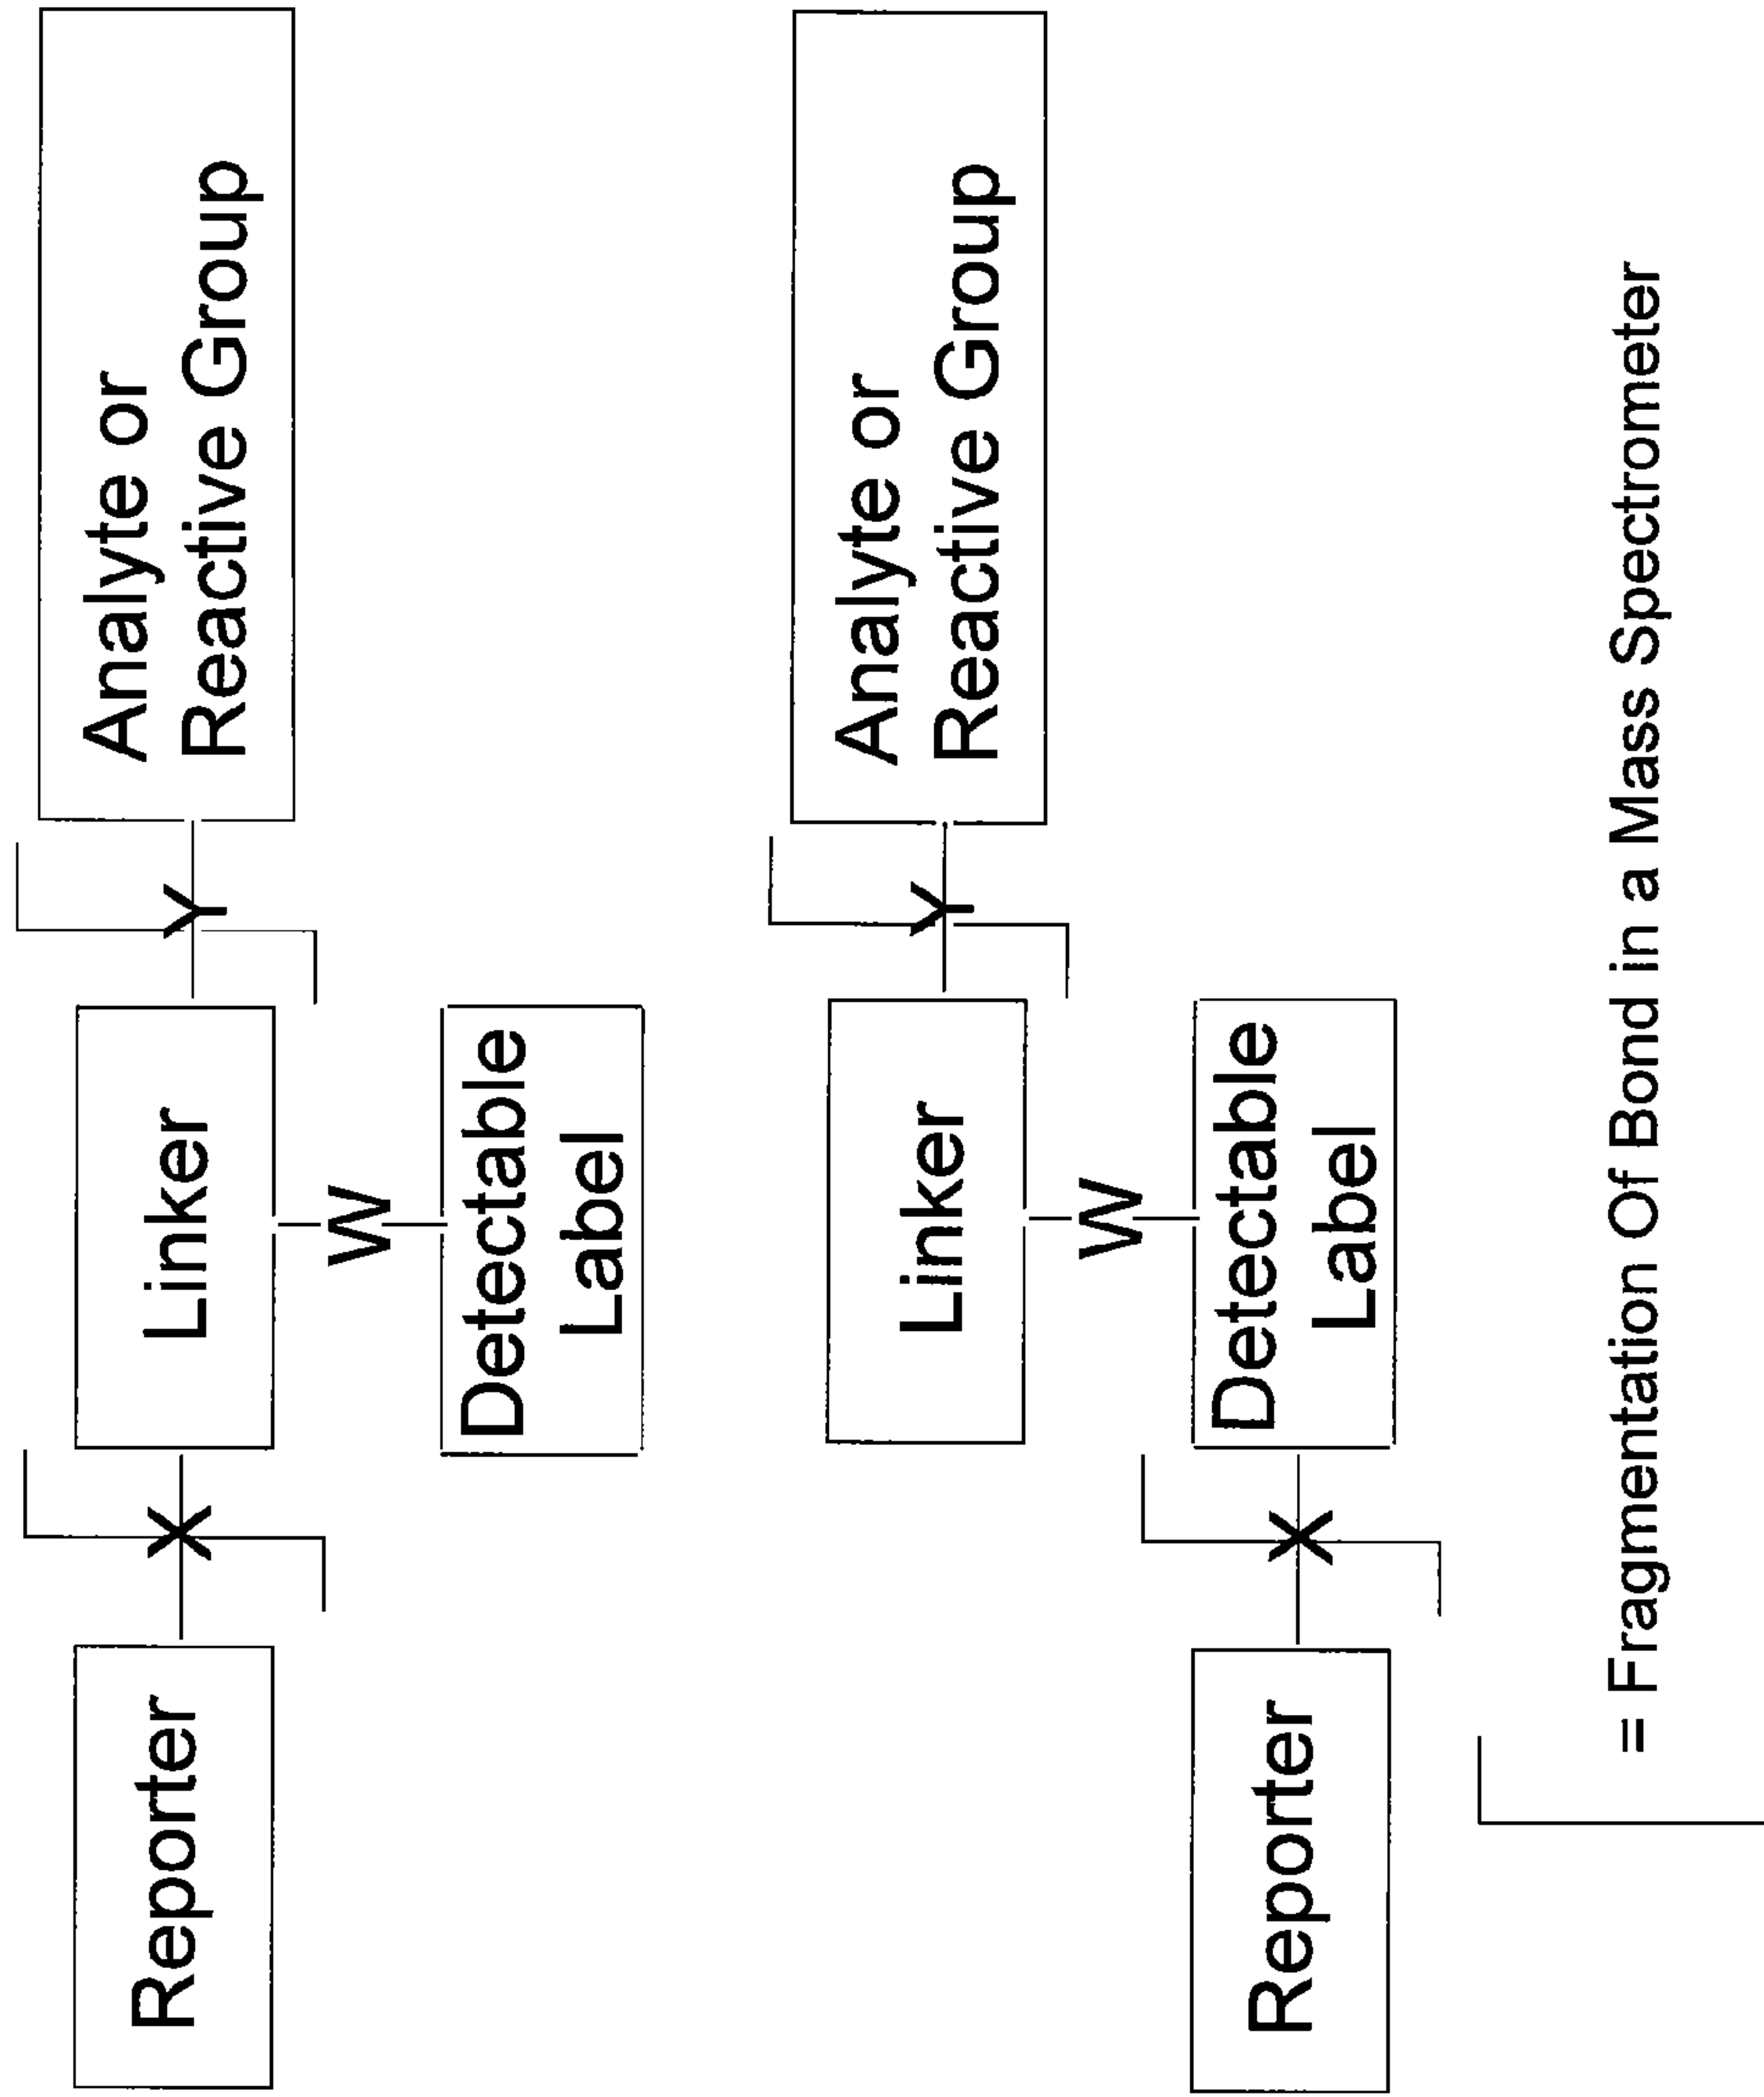 Reporter
X
Linker
Y
Analyte or
Reactive Group
W
Detectable
Label
Linker
Y
Analyte or
Reactive Group
W
Reporter
X
Detectable
Label
= Fragmentation Of Bond in a Mass Spectrometer